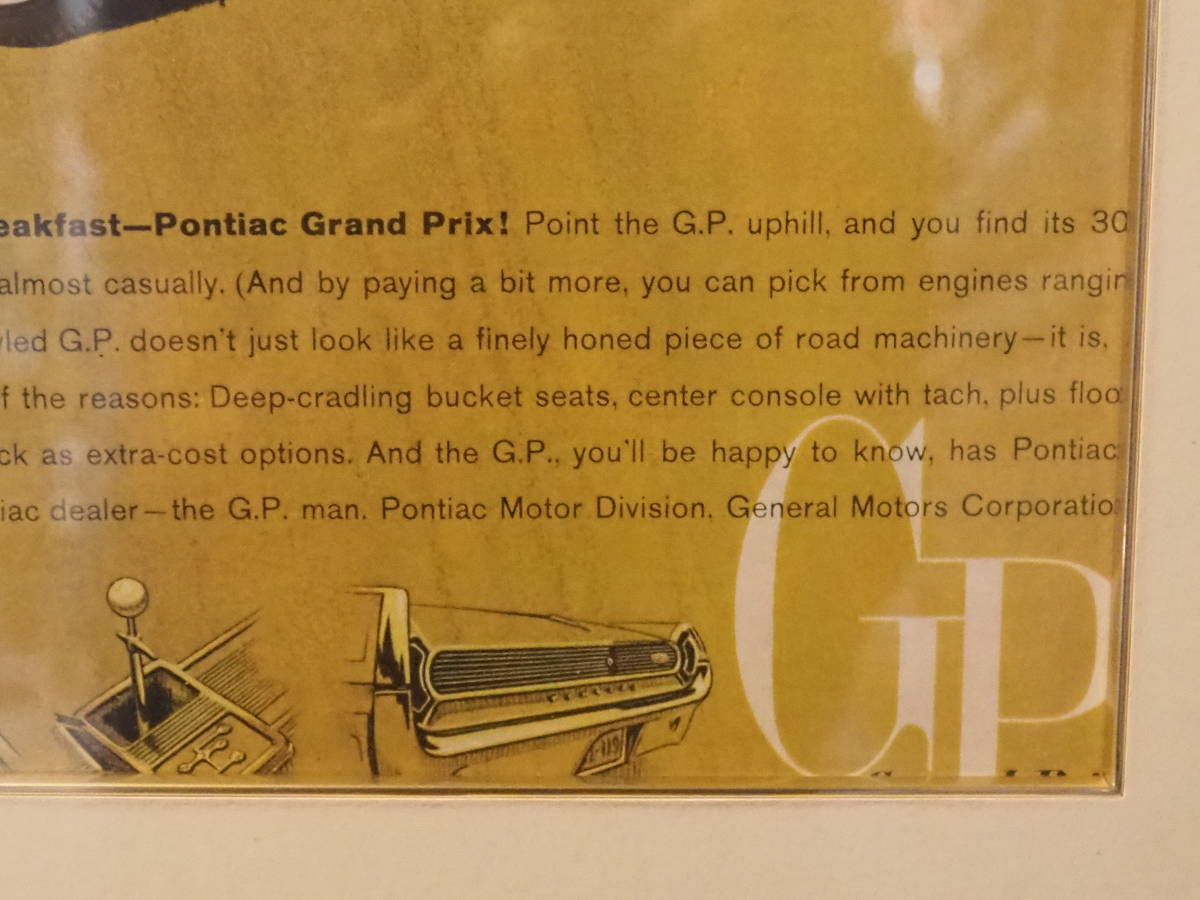 eakfast—Pontiac Grand Prix! Point the G.P. uphill, and you find its 30
almost casually. (And by paying a bit more, you can pick from engines rangin
led G.P. doesn't just look like a finely honed piece of road machinery—it is,
f the reasons: Deep-cradling bucket seats, center console with tach, plus floo
ck as extra-cost options. And the G.P., you'll be happy to know, has Pontiac
iac dealer—the G.P. man. Pontiac Motor Division. General Motors Corporatio
GP